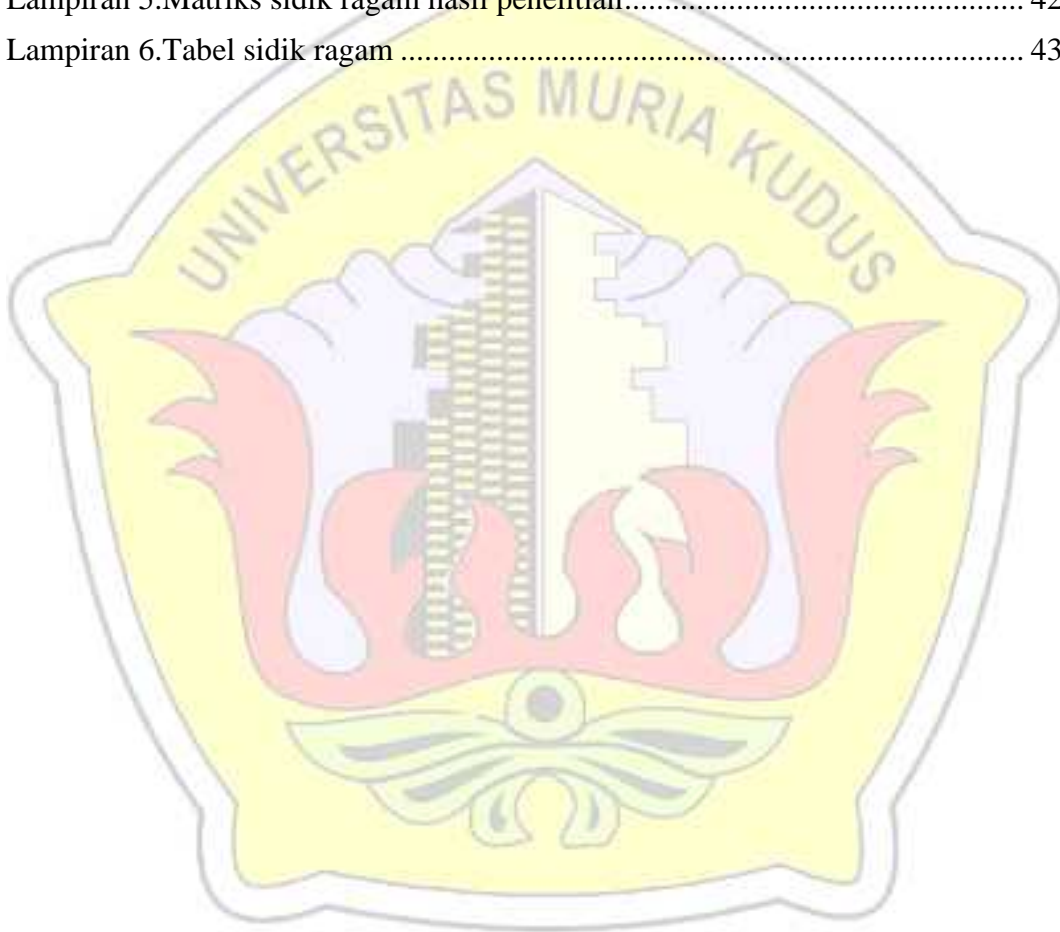 Lampiran 5.Matriks sidik ragam hasil penelitian............................................... 42
Lampiran 6.Tabel sidik ragam .............................................................................. 43
UNIVERSITAS MURIA KUDUS